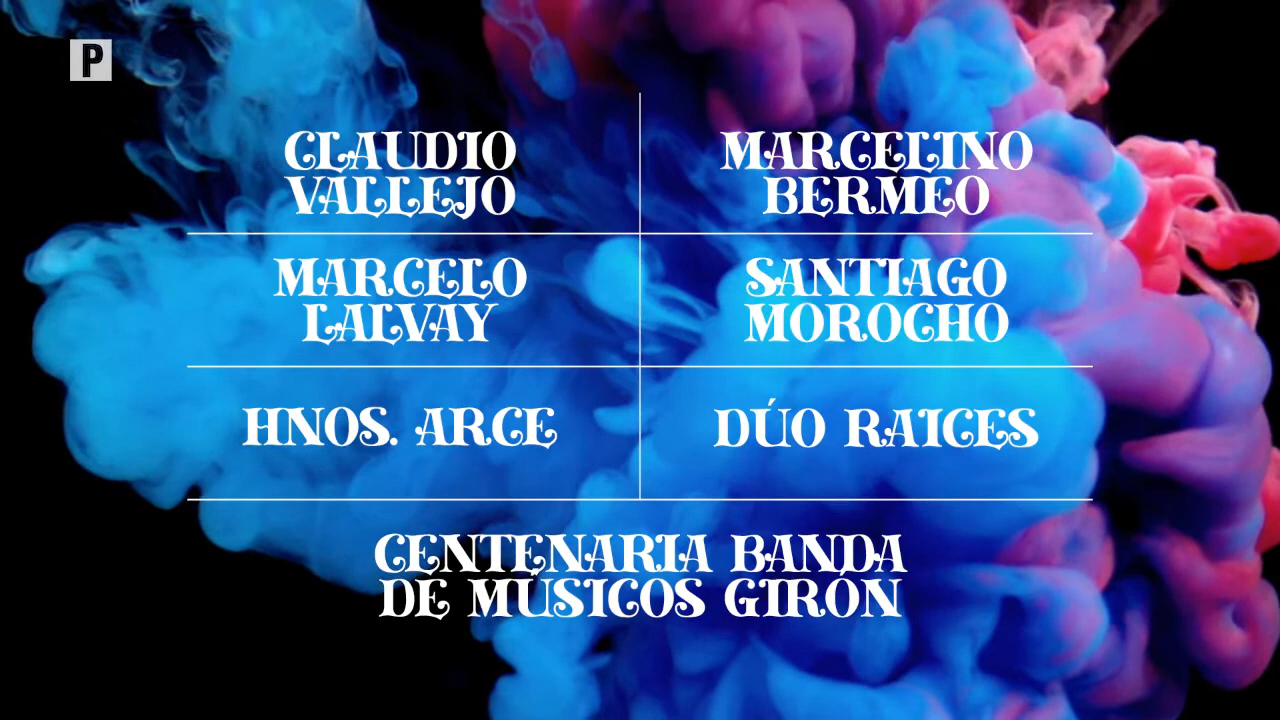 P
CLAUDIO
VALLEJO
MARCELINO
BERMEO
MARCELO
LALVAY
SANTIAGO
MOROCHO
HNOS. ARCE
DÚO RAICES
CENTENARIA BANDA
DE MÚSICOS GIRÓN